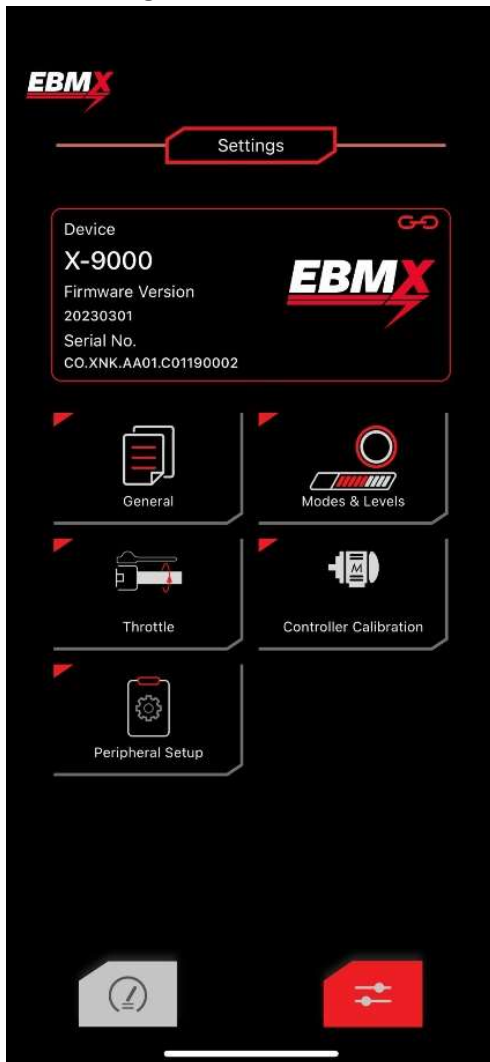 EBMX
Settings
Device
X-9000
EBMX
Firmware Version
20230301
Serial No.
CO.XNK.AA01.C01190002
General
Modes & Levels
M
Throttle
Controller Calibration
Peripheral Setup